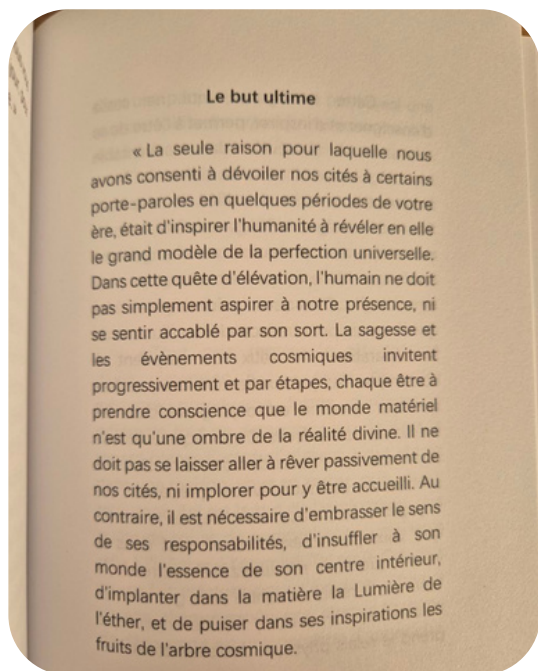 Le but ultime
« La seule raison pour laquelle nous
avons consenti à dévoiler nos cités à certains
porte-paroles en quelques périodes de votre
ère, était d'inspirer l'humanité à révéler en elle
le grand modèle de la perfection universelle.
Dans cette quête d'élévation, l'humain ne doit
pas simplement aspirer à notre présence, ni
se sentir accablé par son sort. La sagesse et
les évènements cosmiques invitent
progressivement et par étapes, chaque être à
prendre conscience que le monde matériel
n'est qu'une ombre de la réalité divine. Il ne
doit pas se laisser aller à rêver passivement de
nos cités, ni implorer pour y être accueilli. Au
contraire, il est nécessaire d'embrasser le sens
de ses responsabilités, d'insuffler à son
monde l'essence de son centre intérieur,
d'implanter dans la matière la Lumière de
l'éther, et de puiser dans ses inspirations les
fruits de l'arbre cosmique.